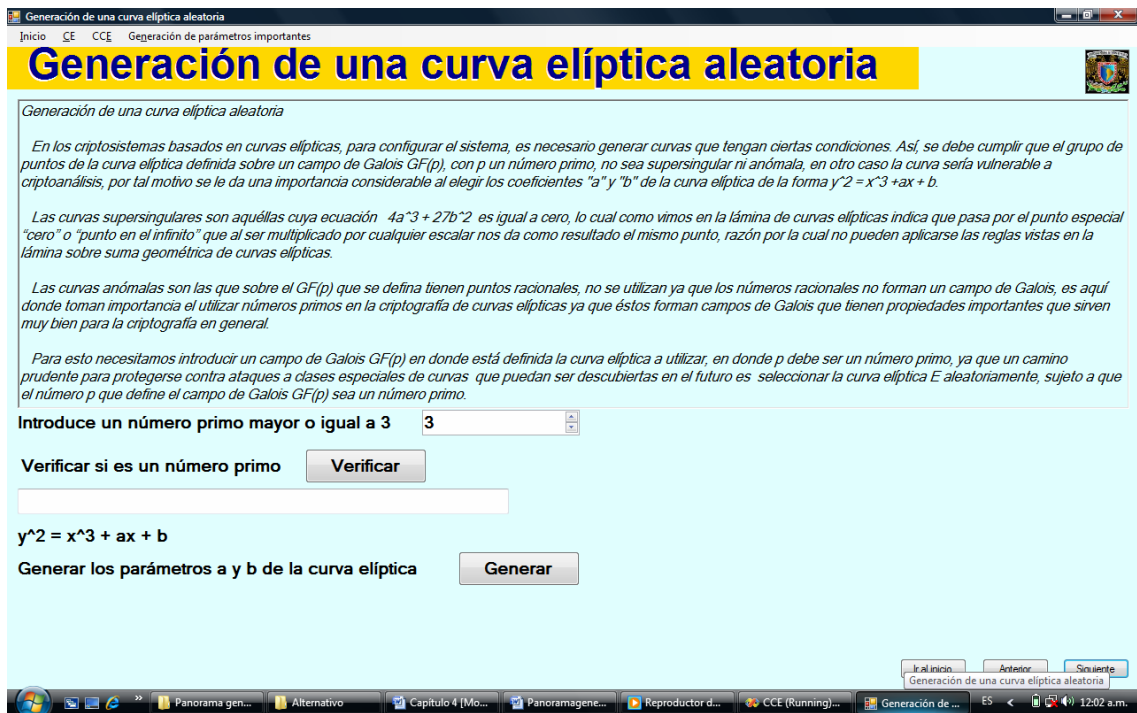 Generación de una curva elíptica aleatoria
Inicio CE CCE Generación de parámetros importantes
Generación de una curva elíptica aleatoria
Generación de una curva elíptica aleatoria
En los criptosistemas basados en curvas elípticas, para configurar el sistema, es necesario generar curvas que tengan ciertas condiciones. Así, se debe cumplir que el grupo de
puntos de la curva elíptica definida sobre un campo de Galois GF(p), con p un número primo, no sea supersingular ni anómala, en otro caso la curva sería vulnerable a
criptoanálisis, por tal motivo se le da una importancia considerable al elegir los coeficientes "a" y "b" de la curva elíptica de la forma y^2 = x^3 +ax + b.
Las curvas supersingulares son aquéllas cuya ecuación 4a^3 + 27b^2 es igual a cero, lo cual como vimos en la lámina de curvas elípticas indica que pasa por el punto especial
“cero” o “punto en el infinito” que al ser multiplicado por cualquier escalar nos da como resultado el mismo punto, razón por la cual no pueden aplicarse las reglas vistas en la
lámina sobre suma geométrica de curvas elípticas.
Las curvas anómalas son las que sobre el GF(p) que se defina tienen puntos racionales, no se utilizan ya que los números racionales no forman un campo de Galois, es aquí
donde toman importancia el utilizar números primos en la criptografía de curvas elípticas ya que éstos forman campos de Galois que tienen propiedades importantes que sirven
muy bien para la criptografía en general.
Para esto necesitamos introducir un campo de Galois GF(p) en donde está definida la curva elíptica a utilizar, en donde p debe ser un número primo, ya que un camino
prudente para protegerse contra ataques a clases especiales de curvas que puedan ser descubiertas en el futuro es seleccionar la curva elíptica E aleatoriamente, sujeto a que
el número p que define el campo de Galois GF(p) sea un número primo.
Introduce un número primo mayor o igual a 3 3
Verificar si es un número primo Verificar
y^2 = x^3 + ax + b
Generar los parámetros a y b de la curva elíptica Generar
Ir al inicio Anterior Siguiente
Generación de una curva elíptica aleatoria
Panorama gen... Alternativo Capítulo 4 [Mo... Panoramagene... Reproductor d... CCE (Running)... Generación de ... ES 12:02 a.m.